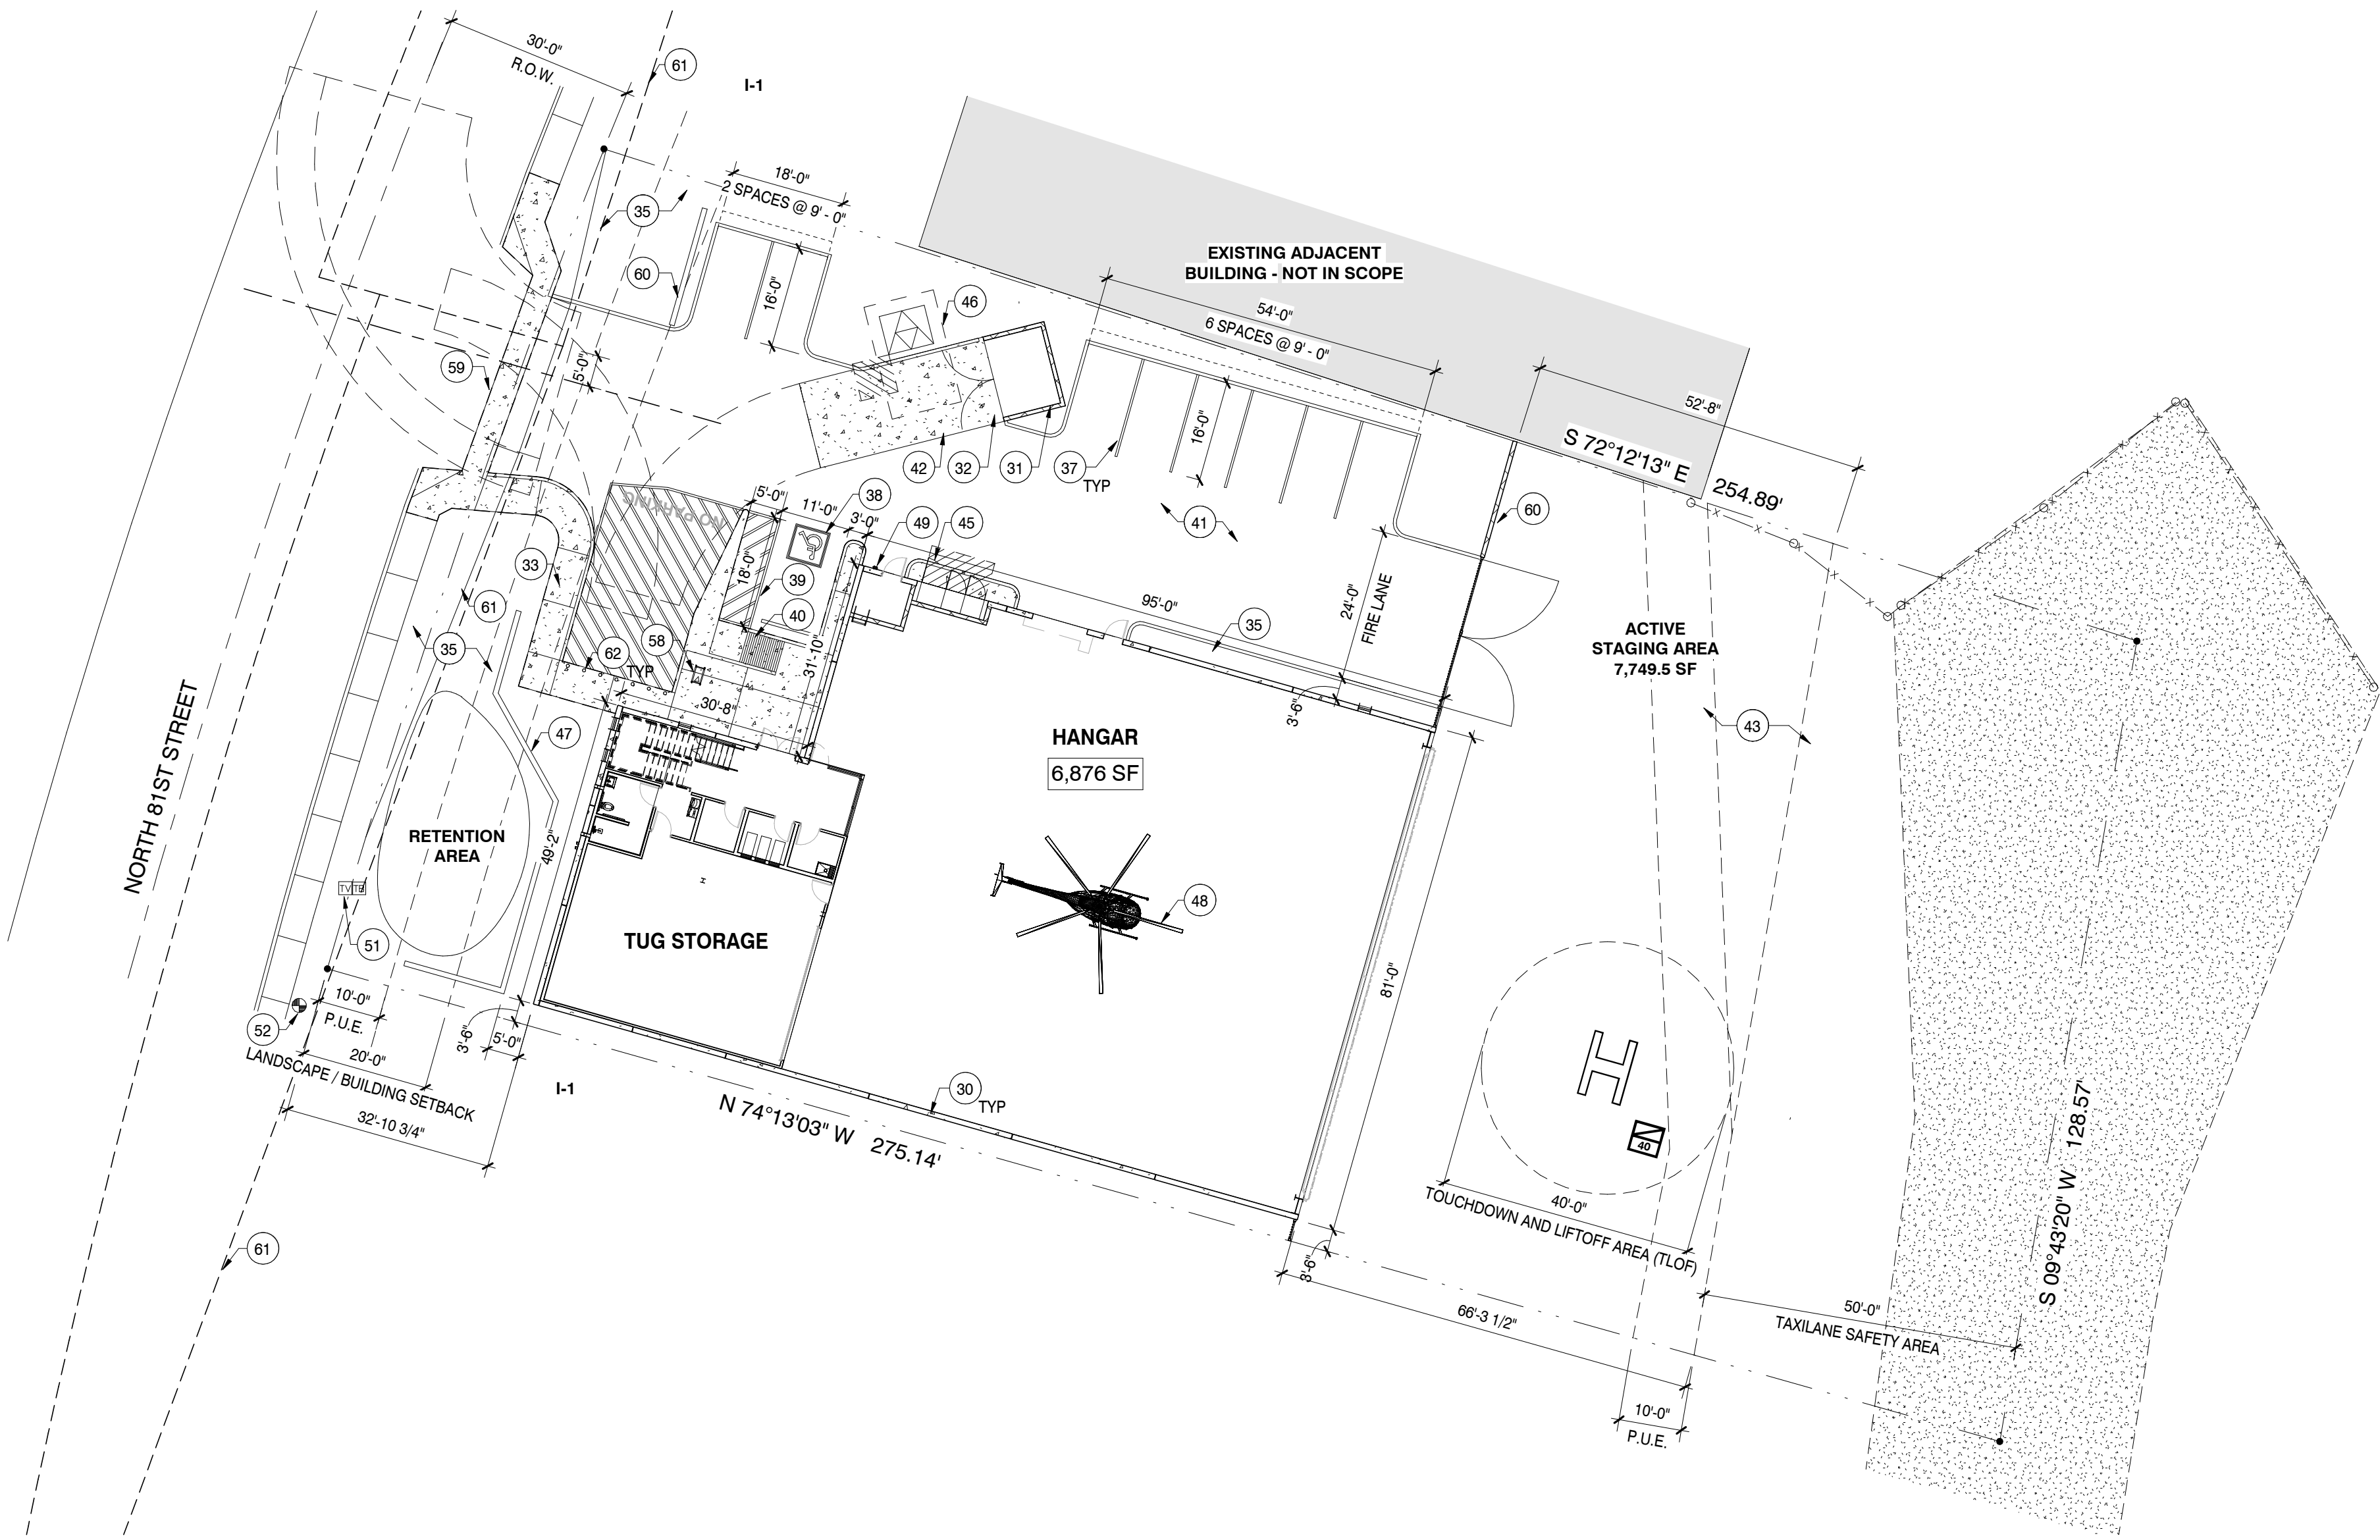 30'-0"
R.O.W.
61
I-1
35
18'-0"
2 SPACES @ 9' - 0"
60
16'-0"
46
EXISTING ADJACENT
BUILDING - NOT IN SCOPE
54'-0"
6 SPACES @ 9' - 0"
59
5'-0"
52'-8"
16'-0"
42
32
31
37
TYP
S 72°12'13" E
254.89'
NO PARKING
5'-0"
11'-0"
38
3'-0"
49
45
41
60
33
18'-0"
39
40
95'-0"
24'-0"
FIRE LANE
61
35
58
62
TYP
31'-10"
35
ACTIVE
STAGING AREA
7,749.5 SF
30'-8"
3'-6"
43
47
HANGAR
6,876 SF
NORTH 81ST STREET
RETENTION
AREA
49'-2"
TV
TE
51
TUG STORAGE
48
81'-0"
52
10'-0"
P.U.E.
20'-0"
LANDSCAPE / BUILDING SETBACK
3'-6"
5'-0"
32'-10 3/4"
I-1
30
TYP
N 74°13'03" W
275.14'
H
40
40'-0"
TOUCHDOWN AND LIFTOFF AREA (TLOF)
S 09°43'20" W
128.57'
61
3'-6"
66'-3 1/2"
50'-0"
TAXILANE SAFETY AREA
10'-0"
P.U.E.